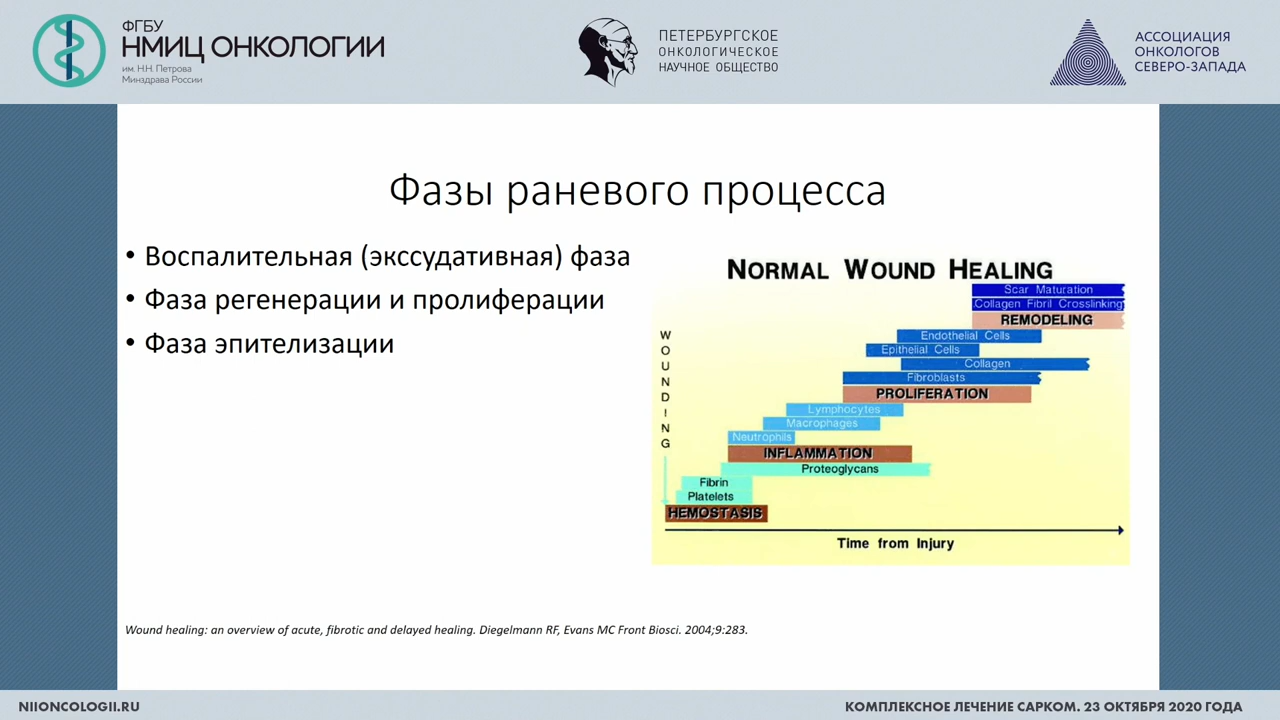 ФГБУ
НМИЦ ОНКОЛОГИИ
им. Н.Н. Петрова
Минздрава России
ПЕТЕРБУРГСКОЕ
ОНКОЛОГИЧЕСКОЕ
НАУЧНОЕ ОБЩЕСТВО
АССОЦИАЦИЯ
ОНКОЛОГОВ
СЕВЕРО-ЗАПАДА
Фазы раневого процесса
• Воспалительная (экссудативная) фаза
• Фаза регенерации и пролиферации
• Фаза эпителизации
NORMAL WOUND HEALING
Scar Maturation
Collagen Fibril Crosslinking
REMODELING
Endothelial Cells
Epithelial Cells
Collagen
Fibroblasts
PROLIFERATION
Lymphocytes
Macrophages
Neutrophils
INFLAMMATION
Proteoglycans
Fibrin
Platelets
HEMOSTASIS
WOUNDING
Time from Injury
Wound healing: an overview of acute, fibrotic and delayed healing. Diegelmann RF, Evans MC Front Biosci. 2004;9:283.
NIIONCOLOGII.RU
КОМПЛЕКСНОЕ ЛЕЧЕНИЕ САРКОМ. 23 ОКТЯБРЯ 2020 ГОДА